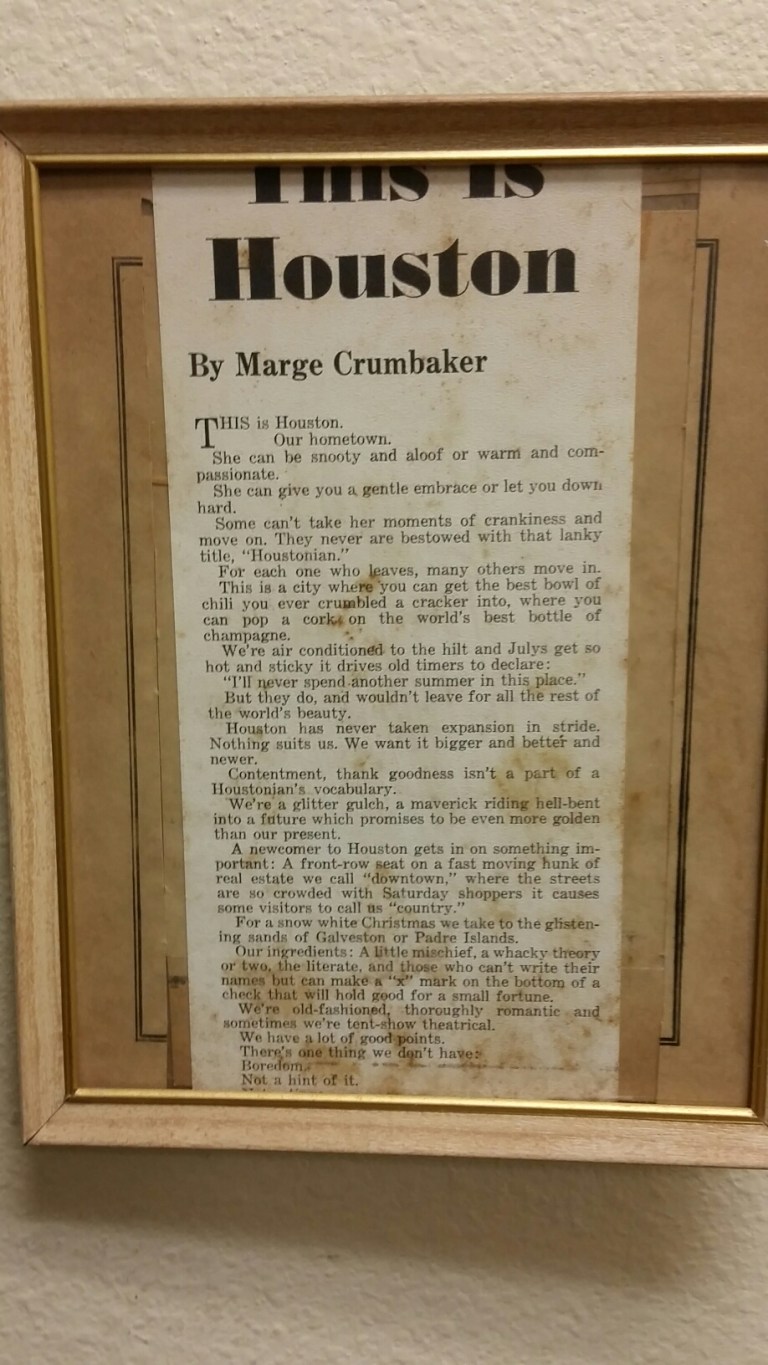 This is
Houston
By Marge Crumbaker
THIS is Houston.
Our hometown.
She can be snooty and aloof or warm and com-
passionate.
She can give you a gentle embrace or let you down
hard.
Some can't take her moments of crankiness and
move on. They never are bestowed with that lanky
title, "Houstonian."
For each one who leaves, many others move in.
This is a city where you can get the best bowl of
chili you ever crumbled a cracker into, where you
can pop a cork on the world's best bottle of
champagne.
We're air conditioned to the hilt and Julys get so
hot and sticky it drives old timers to declare:
"I'll never spend another summer in this place."
But they do, and wouldn't leave for all the rest of
the world's beauty.
Houston has never taken expansion in stride.
Nothing suits us. We want it bigger and better and
newer.
Contentment, thank goodness isn't a part of a
Houstonian's vocabulary.
We're a glitter gulch, a maverick riding hell-bent
into a future which promises to be even more golden
than our present.
A newcomer to Houston gets in on something im-
portant: A front-row seat on a fast moving hunk of
real estate we call "downtown," where the streets
are so crowded with Saturday shoppers it causes
some visitors to call us "country."
For a snow white Christmas we take to the glisten-
ing sands of Galveston or Padre Islands.
Our ingredients: A little mischief, a whacky theory
or two, the literate, and those who can't write their
names but can make a "x" mark on the bottom of a
check that will hold good for a small fortune.
We're old-fashioned, thoroughly romantic and
sometimes we're tent-show theatrical.
We have a lot of good points.
There's one thing we don't have:
Boredom.
Not a hint of it.